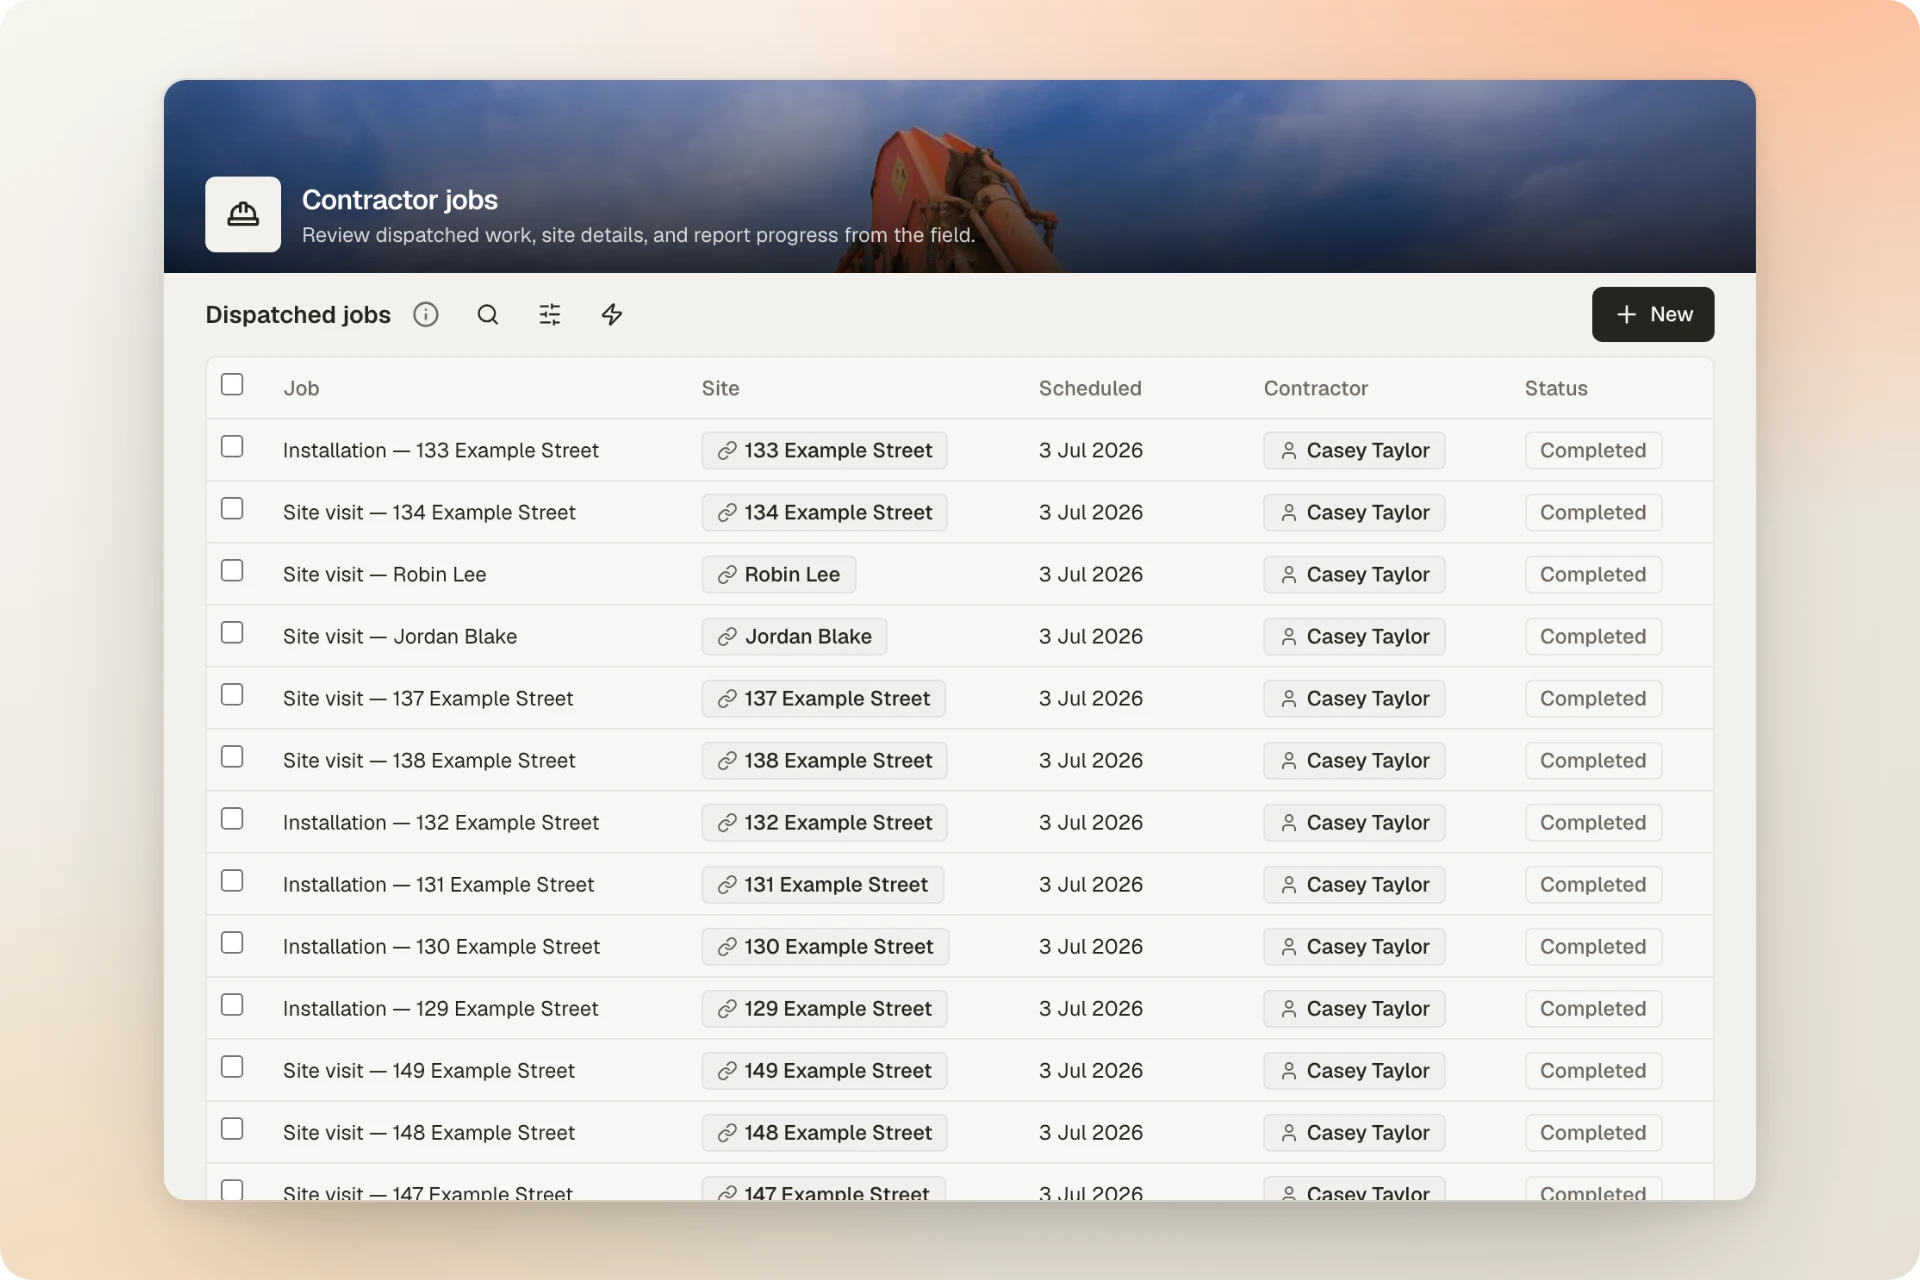 Contractor jobs
Review dispatched work, site details, and report progress from the field.
Dispatched jobs
New
Job Site Scheduled Contractor Status
Installation — 133 Example Street 133 Example Street 3 Jul 2026 Casey Taylor Completed
Site visit — 134 Example Street 134 Example Street 3 Jul 2026 Casey Taylor Completed
Site visit — Robin Lee Robin Lee 3 Jul 2026 Casey Taylor Completed
Site visit — Jordan Blake Jordan Blake 3 Jul 2026 Casey Taylor Completed
Site visit — 137 Example Street 137 Example Street 3 Jul 2026 Casey Taylor Completed
Site visit — 138 Example Street 138 Example Street 3 Jul 2026 Casey Taylor Completed
Installation — 132 Example Street 132 Example Street 3 Jul 2026 Casey Taylor Completed
Installation — 131 Example Street 131 Example Street 3 Jul 2026 Casey Taylor Completed
Installation — 130 Example Street 130 Example Street 3 Jul 2026 Casey Taylor Completed
Installation — 129 Example Street 129 Example Street 3 Jul 2026 Casey Taylor Completed
Site visit — 149 Example Street 149 Example Street 3 Jul 2026 Casey Taylor Completed
Site visit — 148 Example Street 148 Example Street 3 Jul 2026 Casey Taylor Completed
Site visit — 147 Example Street 147 Example Street 3 Jul 2026 Casey Taylor Completed